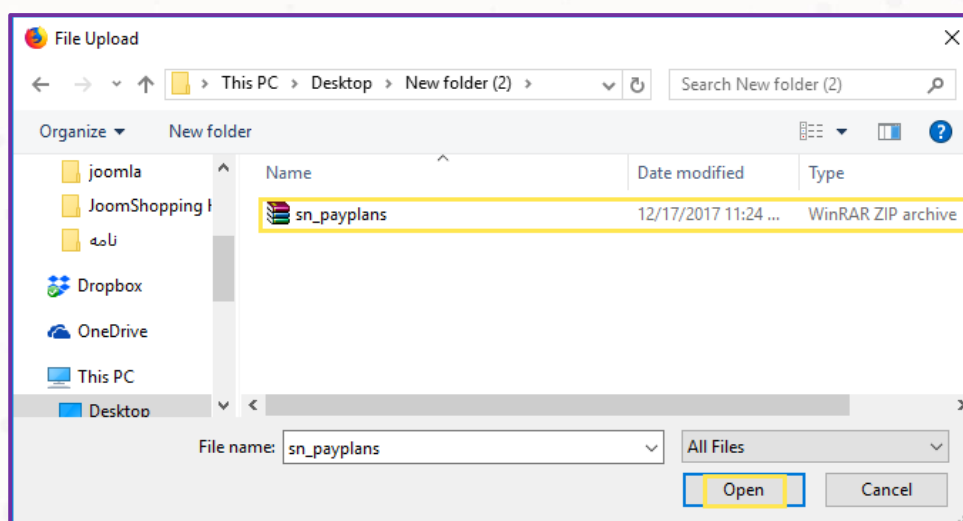 File Upload
This PC > Desktop > New folder (2) >
Search New folder (2)
Organize
New folder
Name
Date modified
Type
joomla
JoomShopping
نامه
Dropbox
OneDrive
This PC
Desktop
sn_payplans
12/17/2017 11:24 ...
WinRAR ZIP archive
File name:
sn_payplans
All Files
Open
Cancel